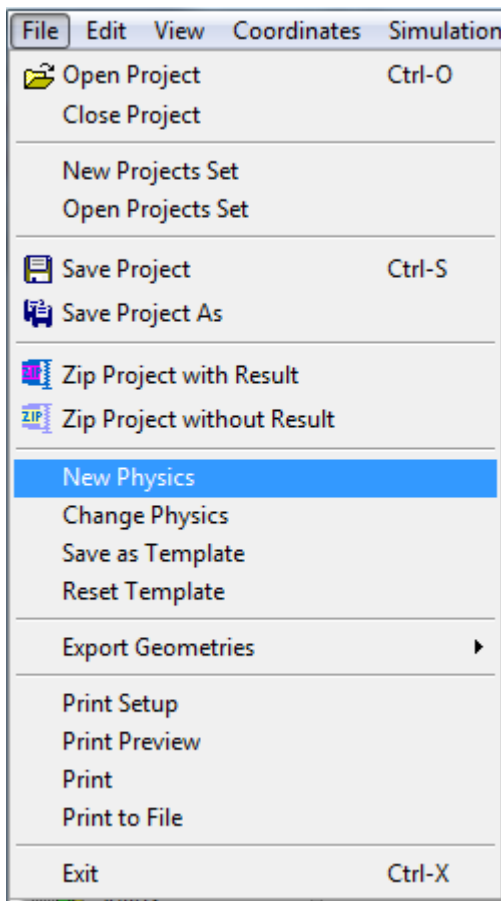 File Edit View Coordinates Simulation
Open Project Ctrl-O
Close Project
New Projects Set
Open Projects Set
Save Project Ctrl-S
Save Project As
Zip Project with Result
ZIP Zip Project without Result
New Physics
Change Physics
Save as Template
Reset Template
Export Geometries
Print Setup
Print Preview
Print
Print to File
Exit Ctrl-X